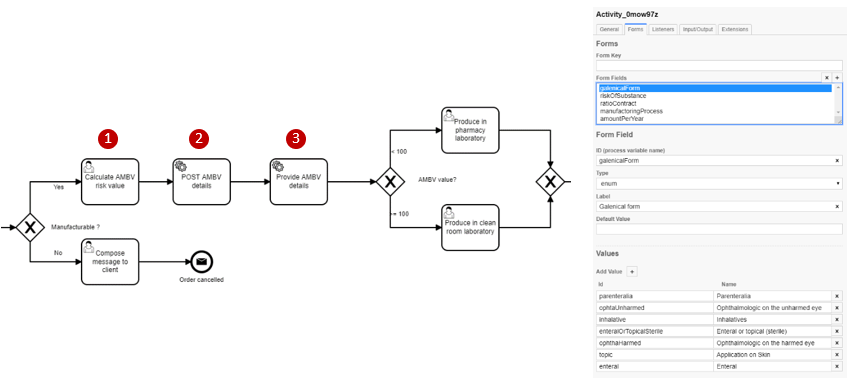 1
2
3
Calculate AMBV
risk value
POST AMBV
details
Provide AMBV
details
Yes
Manufacturable ?
No
Compose
message to
client
Order cancelled
< 100
AMBV value?
>= 100
Produce in
pharmacy
laboratory
Produce in clean
room laboratory
Activity_0mow97z
General Forms Listeners Input/Output Extensions
Forms
Form Key
Form Fields × +
galenicalForm
riskOfSubstance
ratioContract
manufactoringProcess
amountPerYear
Form Field
ID (process variable name)
galenicalForm ×
Type
enum
Label
Galenical form ×
Default Value
Values
Add Value +
Id Name
parenteralia Parenteralia ×
ophtaUnharmed Ophthalmologic on the unharmed eye ×
inhalative Inhalatives ×
enteralOrTopicalSterile Enteral or topical (sterile) ×
ophthaHarmed Ophthalmologic on the harmed eye ×
topic Application on Skin ×
enteral Enteral ×